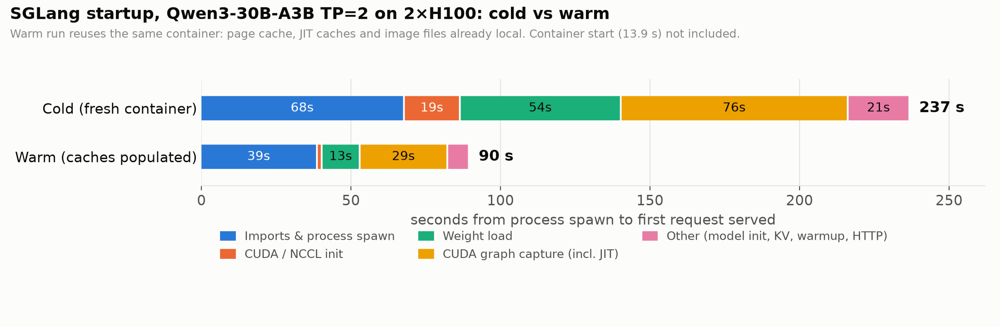 SGLang startup, Qwen3-30B-A3B TP=2 on 2×H100: cold vs warm
Warm run reuses the same container: page cache, JIT caches and image files already local. Container start (13.9 s) not included.
Cold (fresh container) 68s 19s 54s 76s 21s 237 s
Warm (caches populated) 39s 13s 29s 90 s
0 50 100 150 200 250
seconds from process spawn to first request served
Imports & process spawn Weight load Other (model init, KV, warmup, HTTP)
CUDA / NCCL init CUDA graph capture (incl. JIT)